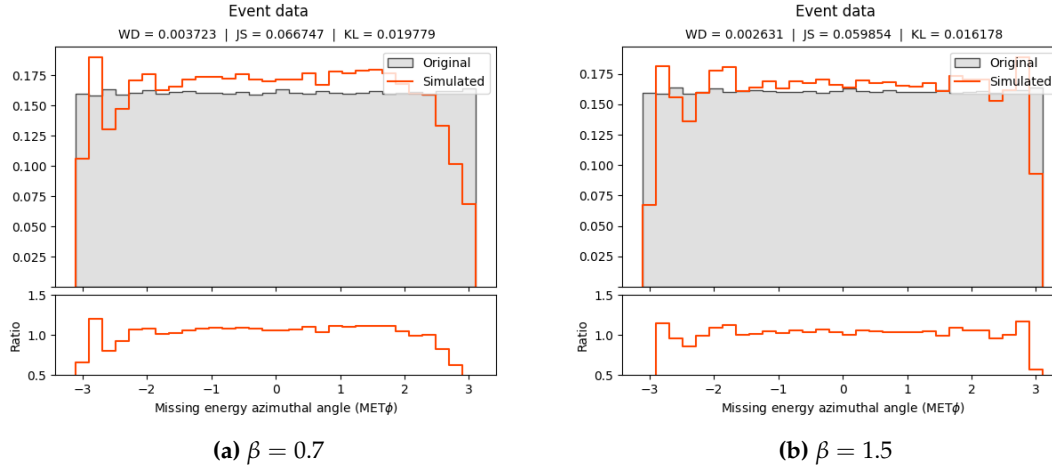 Event data
WD = 0.003723 | JS = 0.066747 | KL = 0.019779
Original
Simulated
0.175
0.150
0.125
0.100
0.075
0.050
0.025
1.5
1.0
0.5
Ratio
−3 −2 −1 0 1 2 3
Missing energy azimuthal angle (METϕ)
(a) β = 0.7
Event data
WD = 0.002631 | JS = 0.059854 | KL = 0.016178
Original
Simulated
0.175
0.150
0.125
0.100
0.075
0.050
0.025
1.5
1.0
0.5
Ratio
−3 −2 −1 0 1 2 3
Missing energy azimuthal angle (METϕ)
(b) β = 1.5